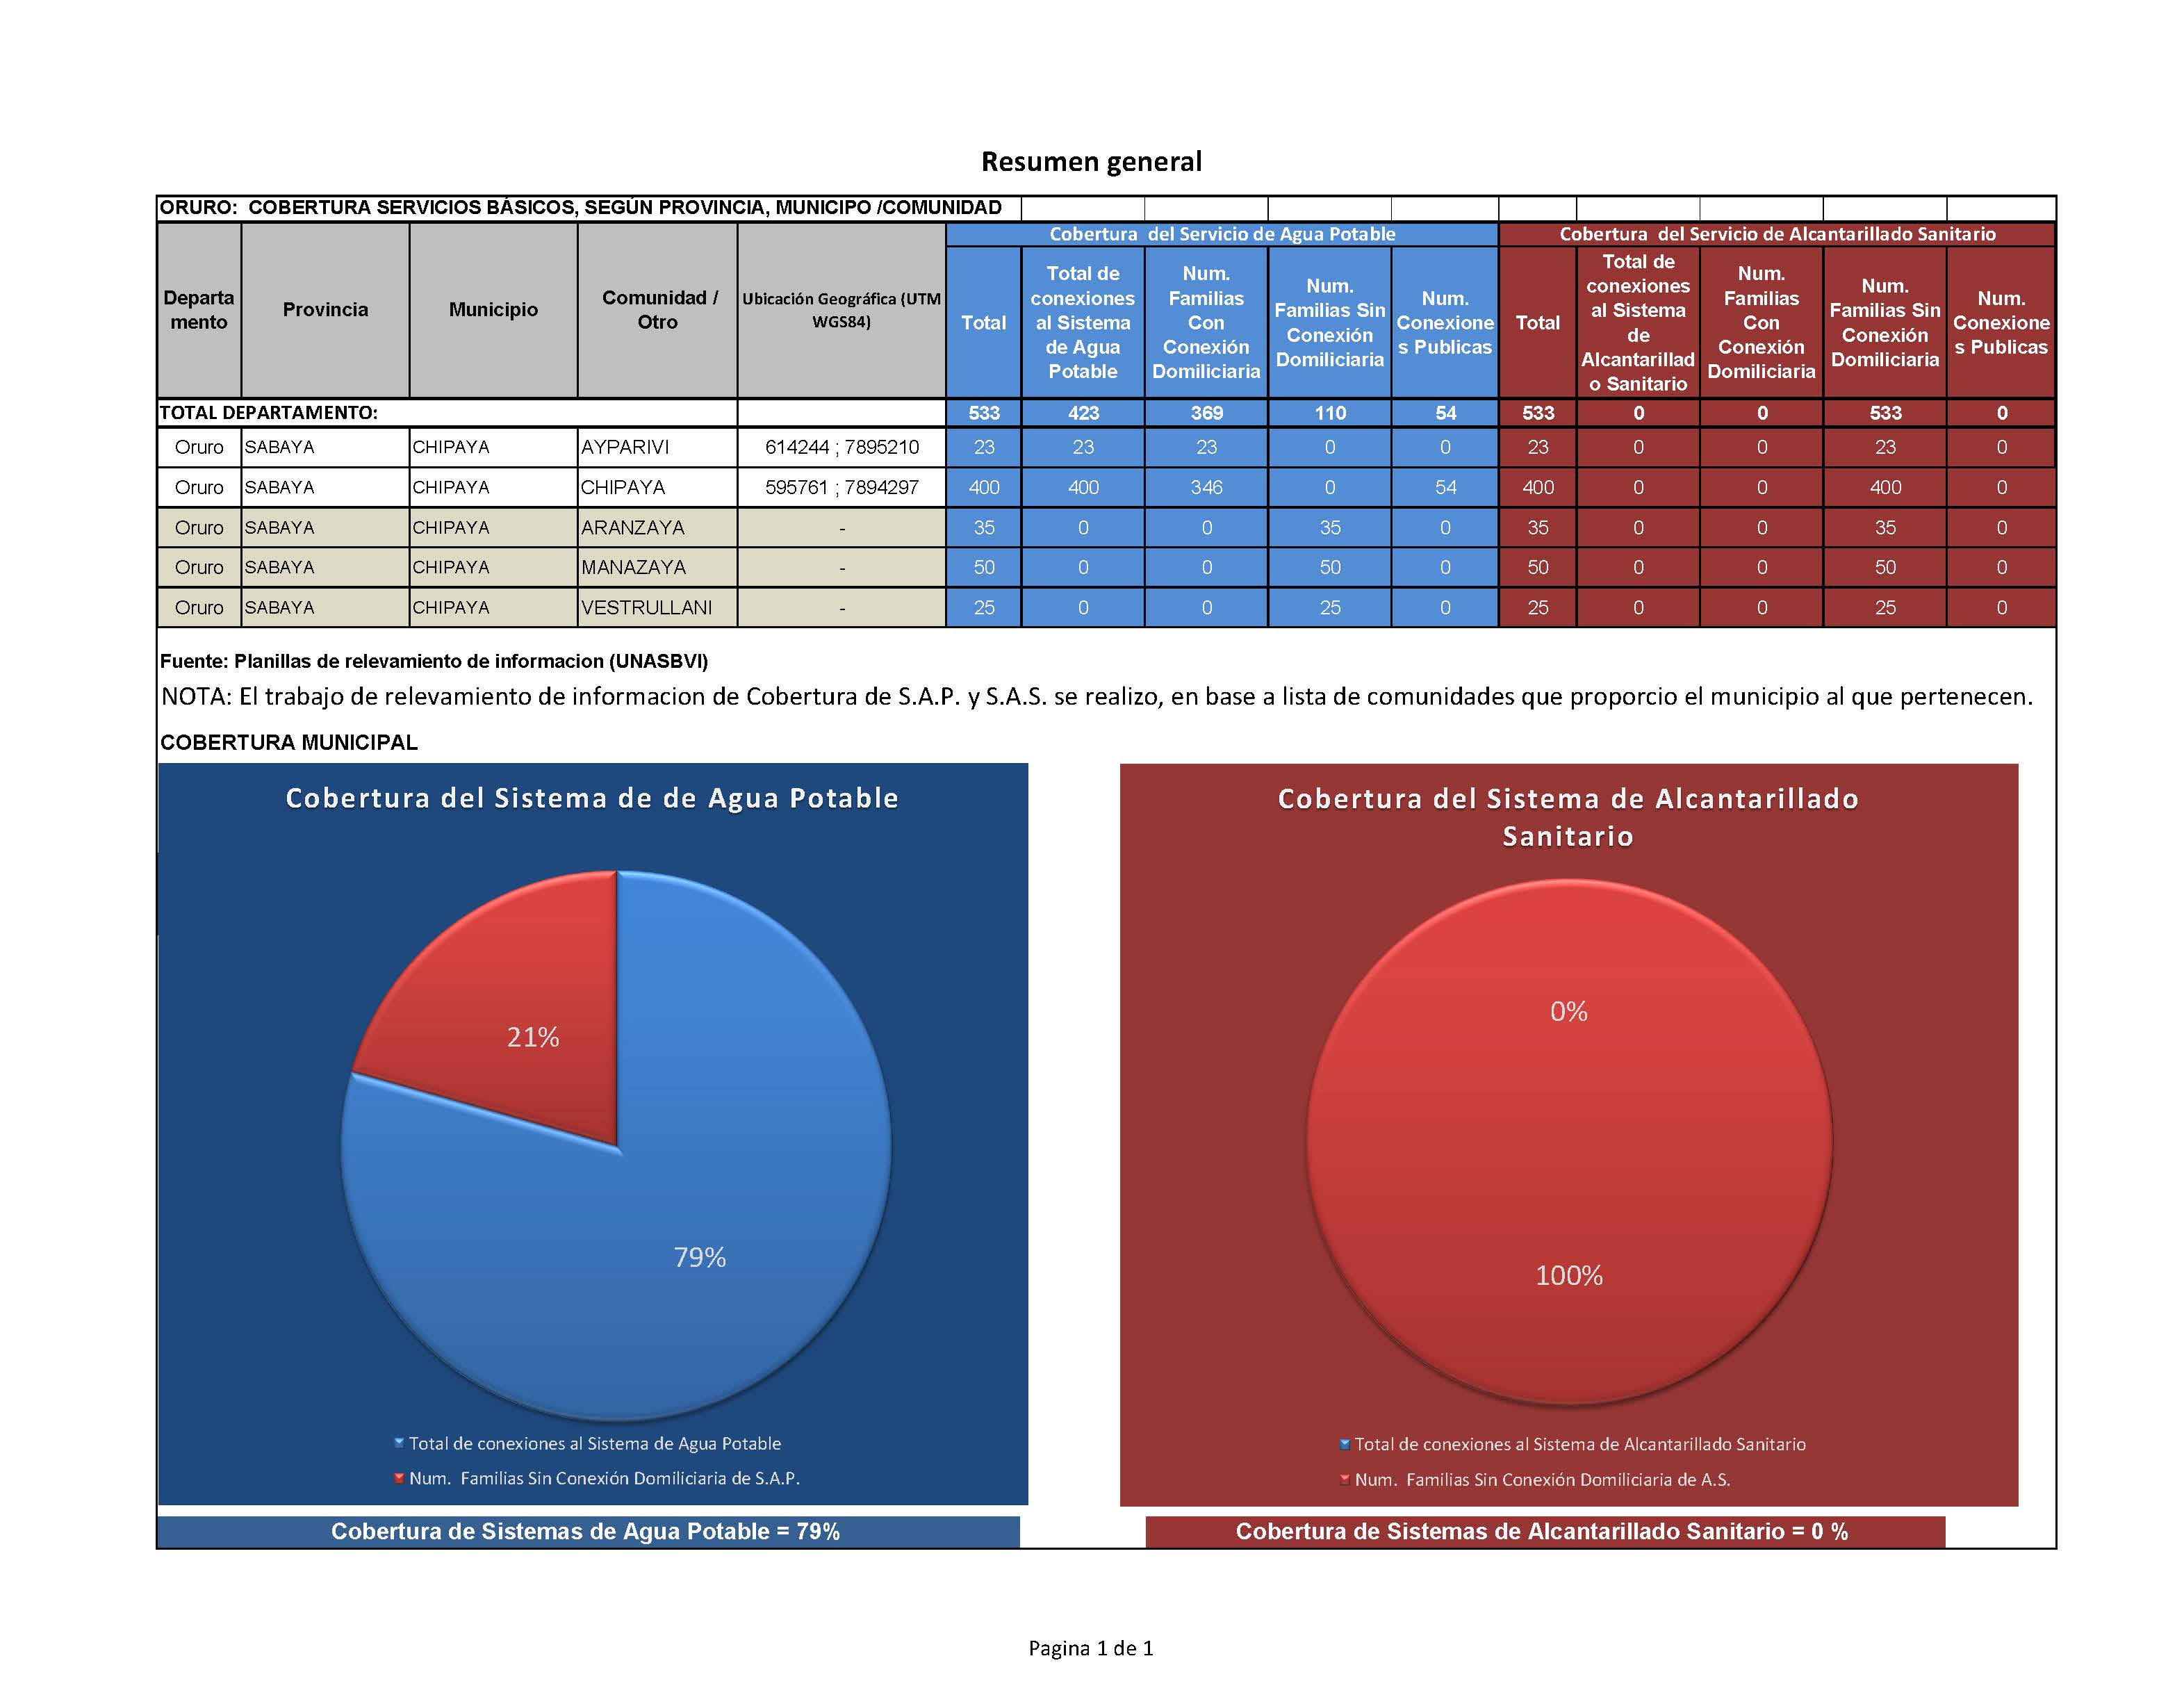 Resumen general
ORURO:  COBERTURA SERVICIOS BÁSICOS, SEGÚN PROVINCIA, MUNICIPO /COMUNIDAD
Cobertura  del Servicio de Agua Potable
Cobertura  del Servicio de Alcantarillado Sanitario
Departa
mento
Provincia
Municipio
Comunidad /
Otro
Ubicación Geográfica (UTM
WGS84)
Total
Total de
conexiones
al Sistema
de Agua
Potable
Num.
Familias
Con
Conexión
Domiliciaria
Num.
Familias Sin
Conexión
Domiliciaria
Num.
Conexione
s Publicas
Total
Total de
conexiones
al Sistema
de
Alcantarillad
o Sanitario
Num.
Familias
Con
Conexión
Domiliciaria
Num.
Familias Sin
Conexión
Domiliciaria
Num.
Conexione
s Publicas
TOTAL DEPARTAMENTO: 533 423 369 110 54 533 0 0 533 0
Oruro SABAYA CHIPAYA AYPARIVI 614244 ; 7895210 23 23 23 0 0 23 0 0 23 0
Oruro SABAYA CHIPAYA CHIPAYA 595761 ; 7894297 400 400 346 0 54 400 0 0 400 0
Oruro SABAYA CHIPAYA ARANZAYA - 35 0 0 35 0 35 0 0 35 0
Oruro SABAYA CHIPAYA MANAZAYA - 50 0 0 50 0 50 0 0 50 0
Oruro SABAYA CHIPAYA VESTRULLANI - 25 0 0 25 0 25 0 0 25 0
Fuente: Planillas de relevamiento de informacion (UNASBVI)
NOTA: El trabajo de relevamiento de informacion de Cobertura de S.A.P. y S.A.S. se realizo, en base a lista de comunidades que proporcio el municipio al que pertenecen.
COBERTURA MUNICIPAL
Cobertura del Sistema de de Agua Potable
21%
79%
Total de conexiones al Sistema de Agua Potable
Num.  Familias Sin Conexión Domiliciaria de S.A.P.
Cobertura de Sistemas de Agua Potable = 79%
Cobertura del Sistema de Alcantarillado
Sanitario
0%
100%
Total de conexiones al Sistema de Alcantarillado Sanitario
Num.  Familias Sin Conexión Domiliciaria de A.S.
Cobertura de Sistemas de Alcantarillado Sanitario = 0 %
Pagina 1 de 1